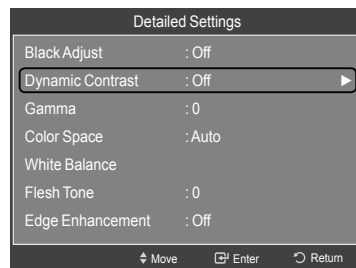 Detailed Settings
Black Adjust : Off
Dynamic Contrast : Off
Gamma : 0
Color Space : Auto
White Balance
Flesh Tone : 0
Edge Enhancement : Off
Move Enter Return